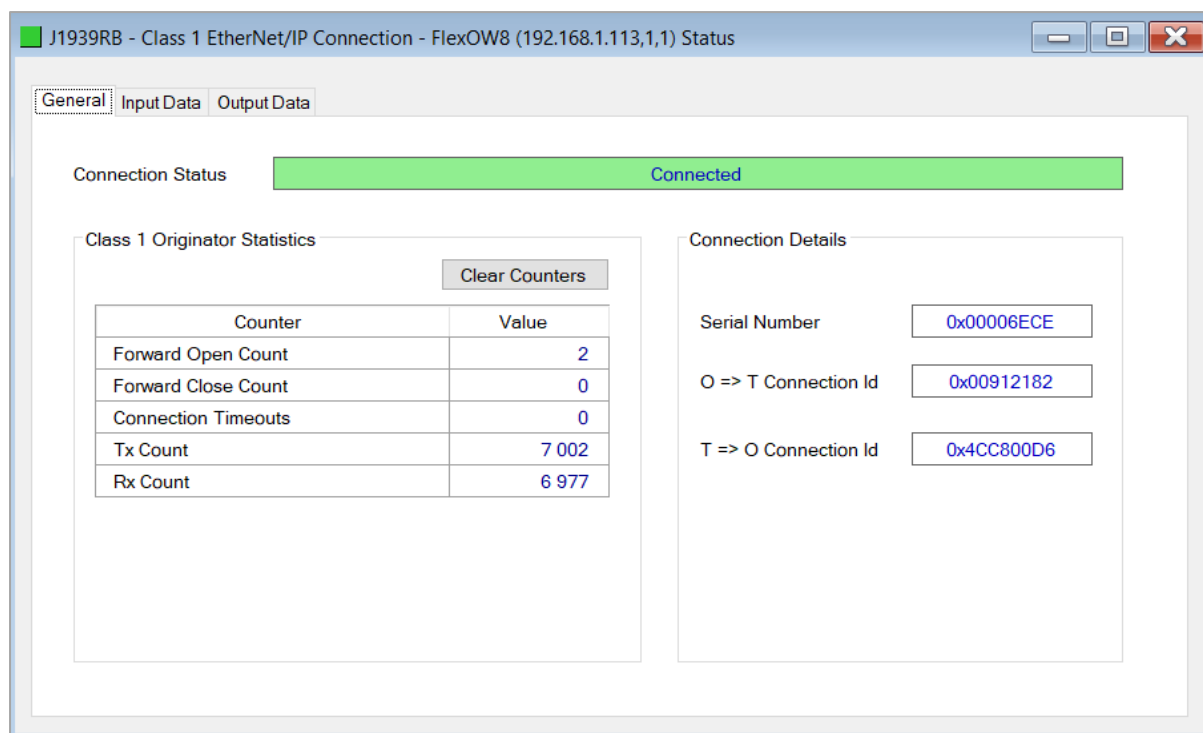 J1939RB - Class 1 EtherNet/IP Connection - FlexOW8 (192.168.1.113,1,1) Status
General Input Data Output Data
Connection Status Connected
Class 1 Originator Statistics
Clear Counters
Counter Value
Forward Open Count 2
Forward Close Count 0
Connection Timeouts 0
Tx Count 7 002
Rx Count 6 977
Connection Details
Serial Number 0x00006ECE
O => T Connection Id 0x00912182
T => O Connection Id 0x4CC800D6